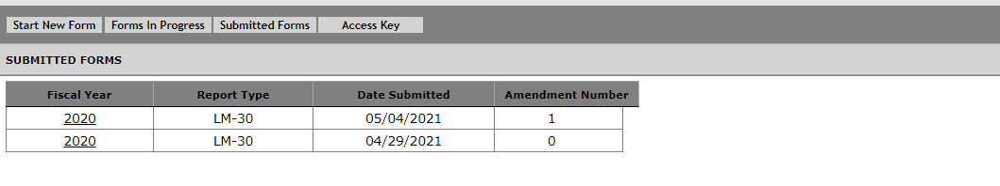 Start New Form Forms In Progress Submitted Forms Access Key
SUBMITTED FORMS
Fiscal Year Report Type Date Submitted Amendment Number
2020 LM-30 05/04/2021 1
2020 LM-30 04/29/2021 0